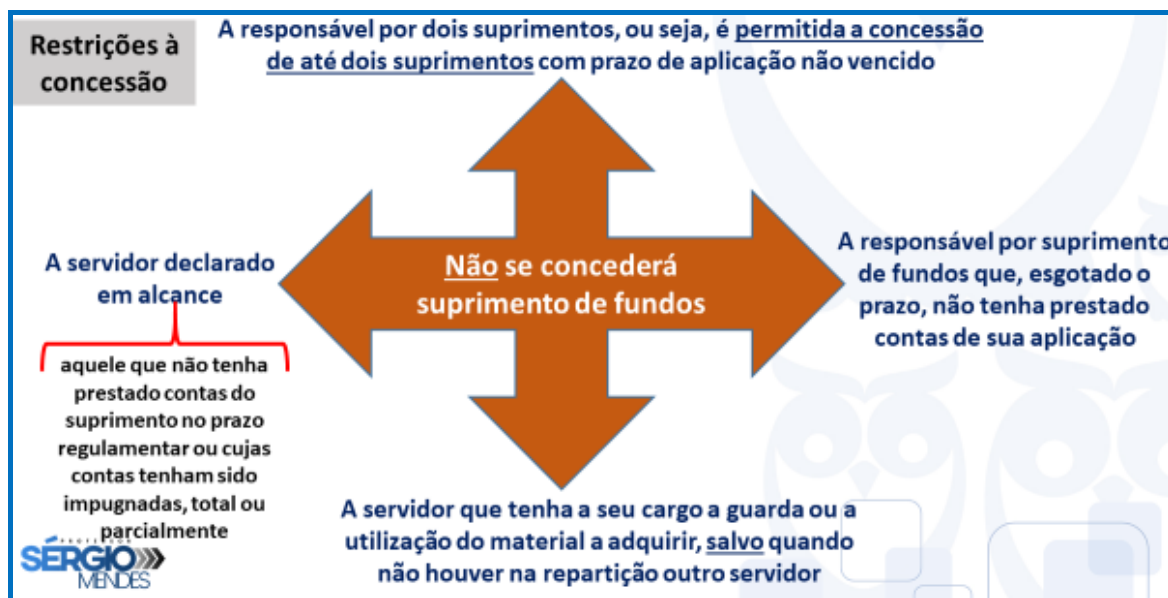 Restrições à
concessão
A responsável por dois suprimentos, ou seja, é permitida a concessão
de até dois suprimentos com prazo de aplicação não vencido
A servidor declarado
em alcance
aquele que não tenha
prestado contas do
suprimento no prazo
regulamentar ou cujas
contas tenham sido
impugnadas, total ou
parcialmente
Não se concederá
suprimento de fundos
A responsável por suprimento
de fundos que, esgotado o
prazo, não tenha prestado
contas de sua aplicação
A servidor que tenha a seu cargo a guarda ou a
utilização do material a adquirir, salvo quando
não houver na repartição outro servidor
PROFESSOR
SÉRGIO
MENDES